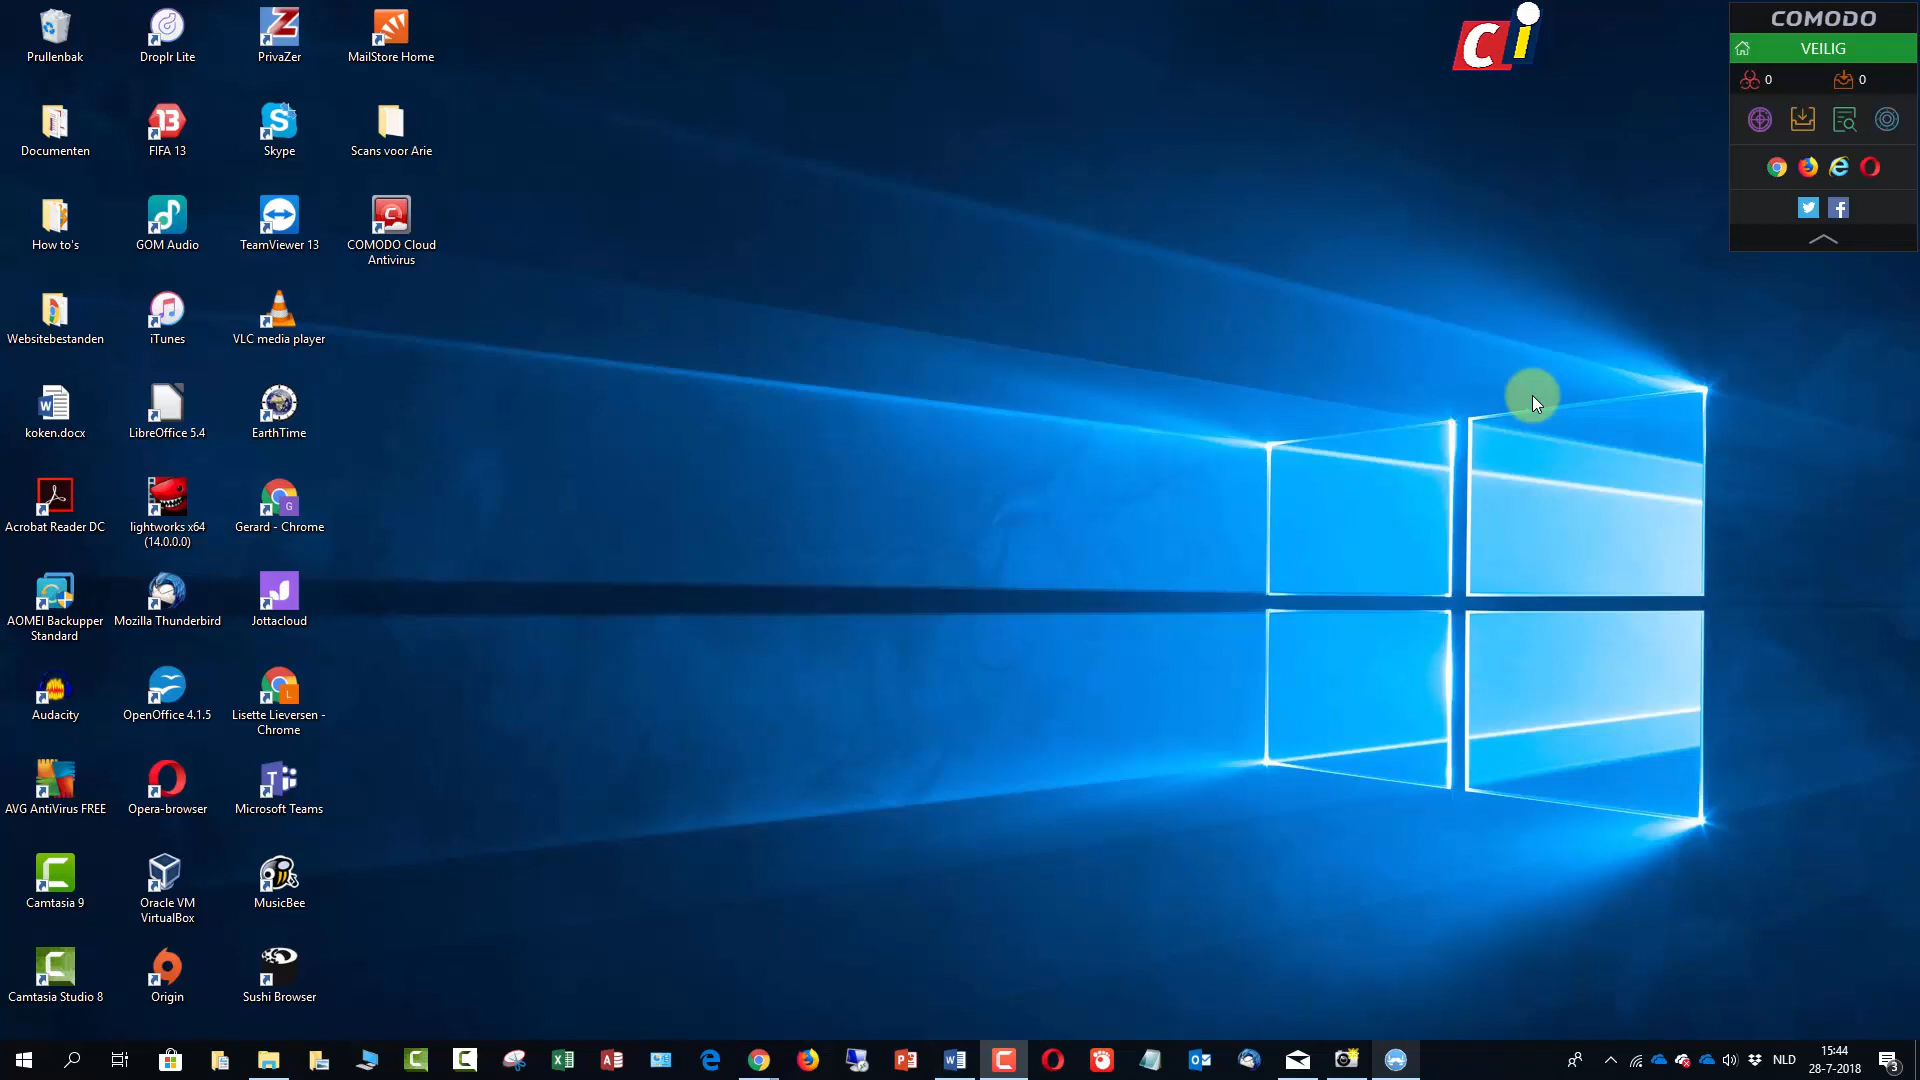 Prullenbak
Droplr Lite
PrivaZer
MailStore Home
Documenten
FIFA 13
Skype
Scans voor Arie
How to's
GOM Audio
TeamViewer 13
COMODO Cloud
Antivirus
Websitebestanden
iTunes
VLC media player
koken.docx
LibreOffice 5.4
EarthTime
Acrobat Reader DC
lightworks x64
(14.0.0.0)
Gerard - Chrome
AOMEI Backupper
Standard
Mozilla Thunderbird
Jottacloud
Audacity
OpenOffice 4.1.5
Lisette Lieversen -
Chrome
AVG AntiVirus FREE
Opera-browser
Microsoft Teams
Camtasia 9
Oracle VM
VirtualBox
MusicBee
Camtasia Studio 8
Origin
Sushi Browser
Ci
COMODO
VEILIG
0
0
NLD
15:44
28-7-2018
3